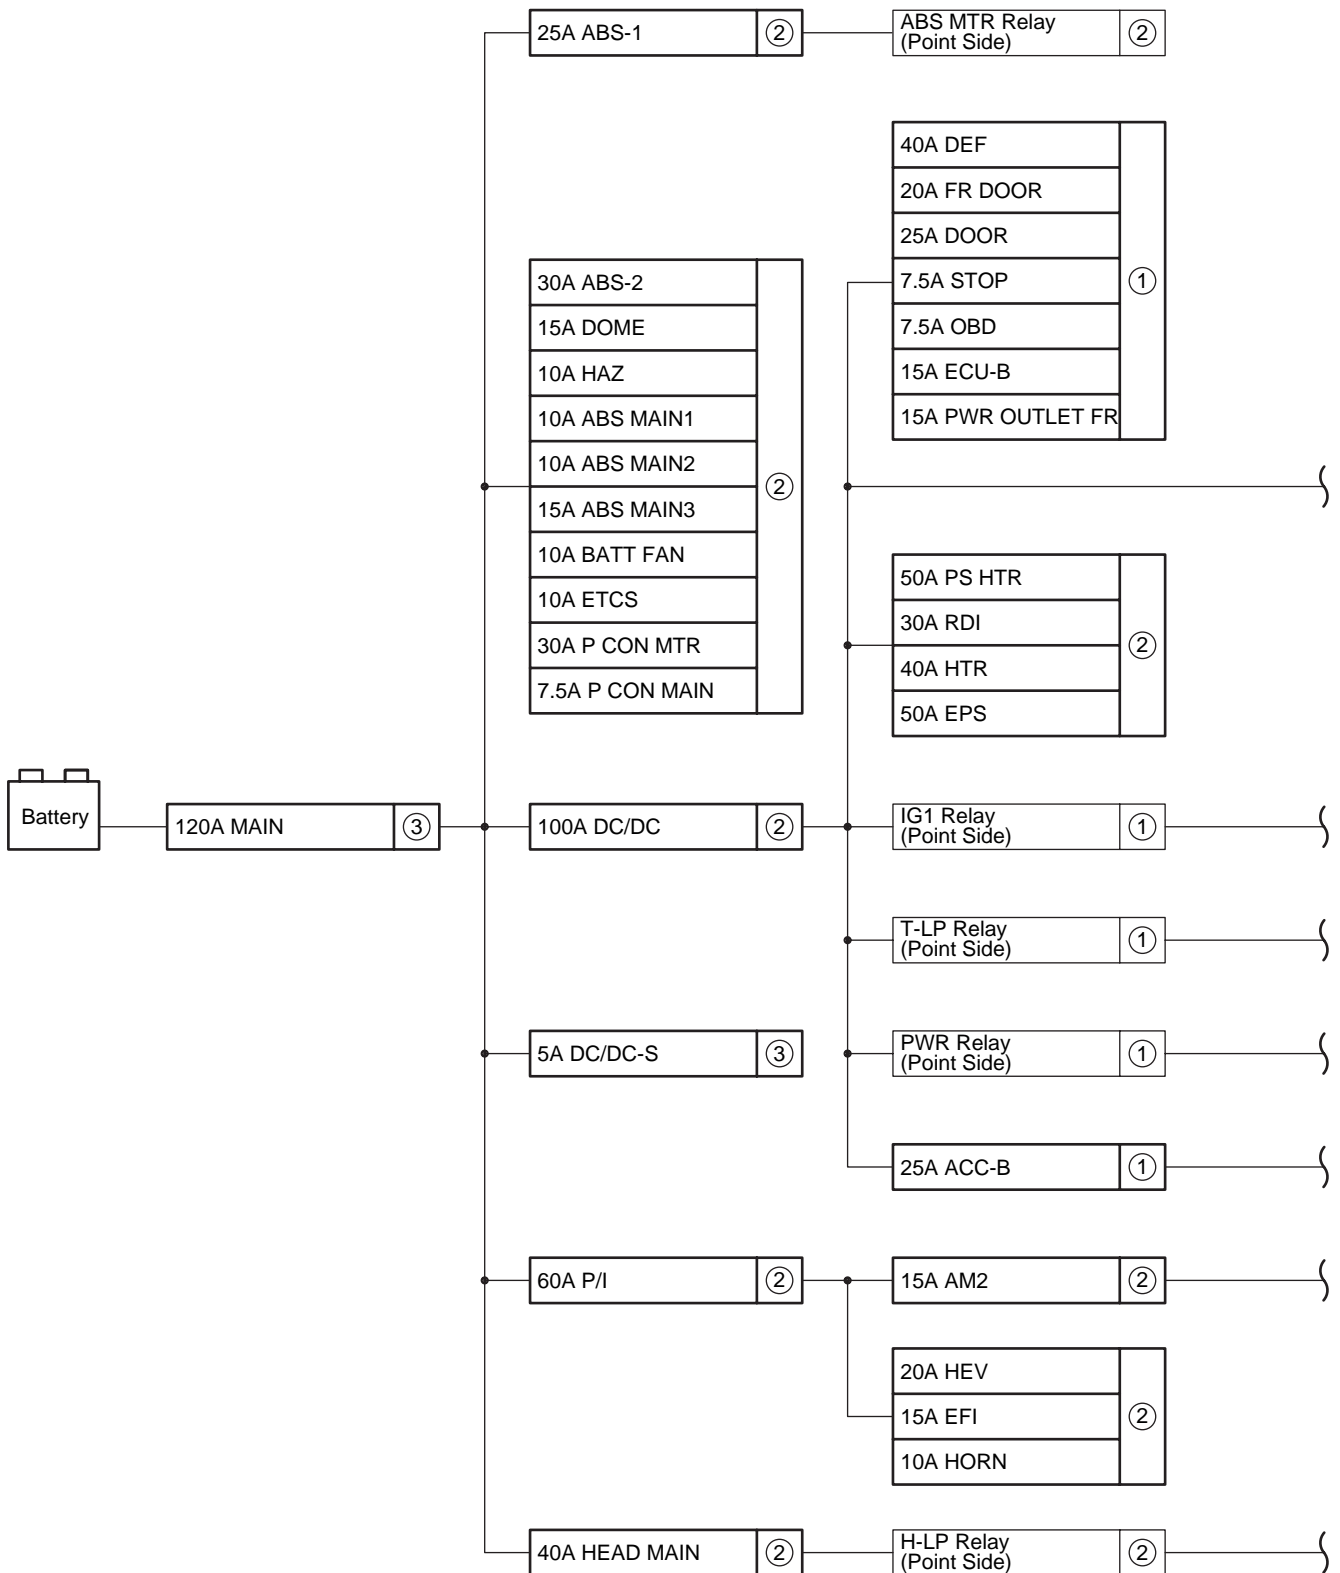 25A ABS-1 ②
ABS MTR Relay
(Point Side) ②
40A DEF
20A FR DOOR
25A DOOR
7.5A STOP
7.5A OBD
15A ECU-B
15A PWR OUTLET FR
①
30A ABS-2
15A DOME
10A HAZ
10A ABS MAIN1
10A ABS MAIN2
15A ABS MAIN3
10A BATT FAN
10A ETCS
30A P CON MTR
7.5A P CON MAIN
②
50A PS HTR
30A RDI
40A HTR
50A EPS
②
Battery
120A MAIN ③
100A DC/DC ②
IG1 Relay
(Point Side) ①
T-LP Relay
(Point Side) ①
5A DC/DC-S ③
PWR Relay
(Point Side) ①
25A ACC-B ①
60A P/I ②
15A AM2 ②
20A HEV
15A EFI
10A HORN
②
40A HEAD MAIN ②
H-LP Relay
(Point Side) ②